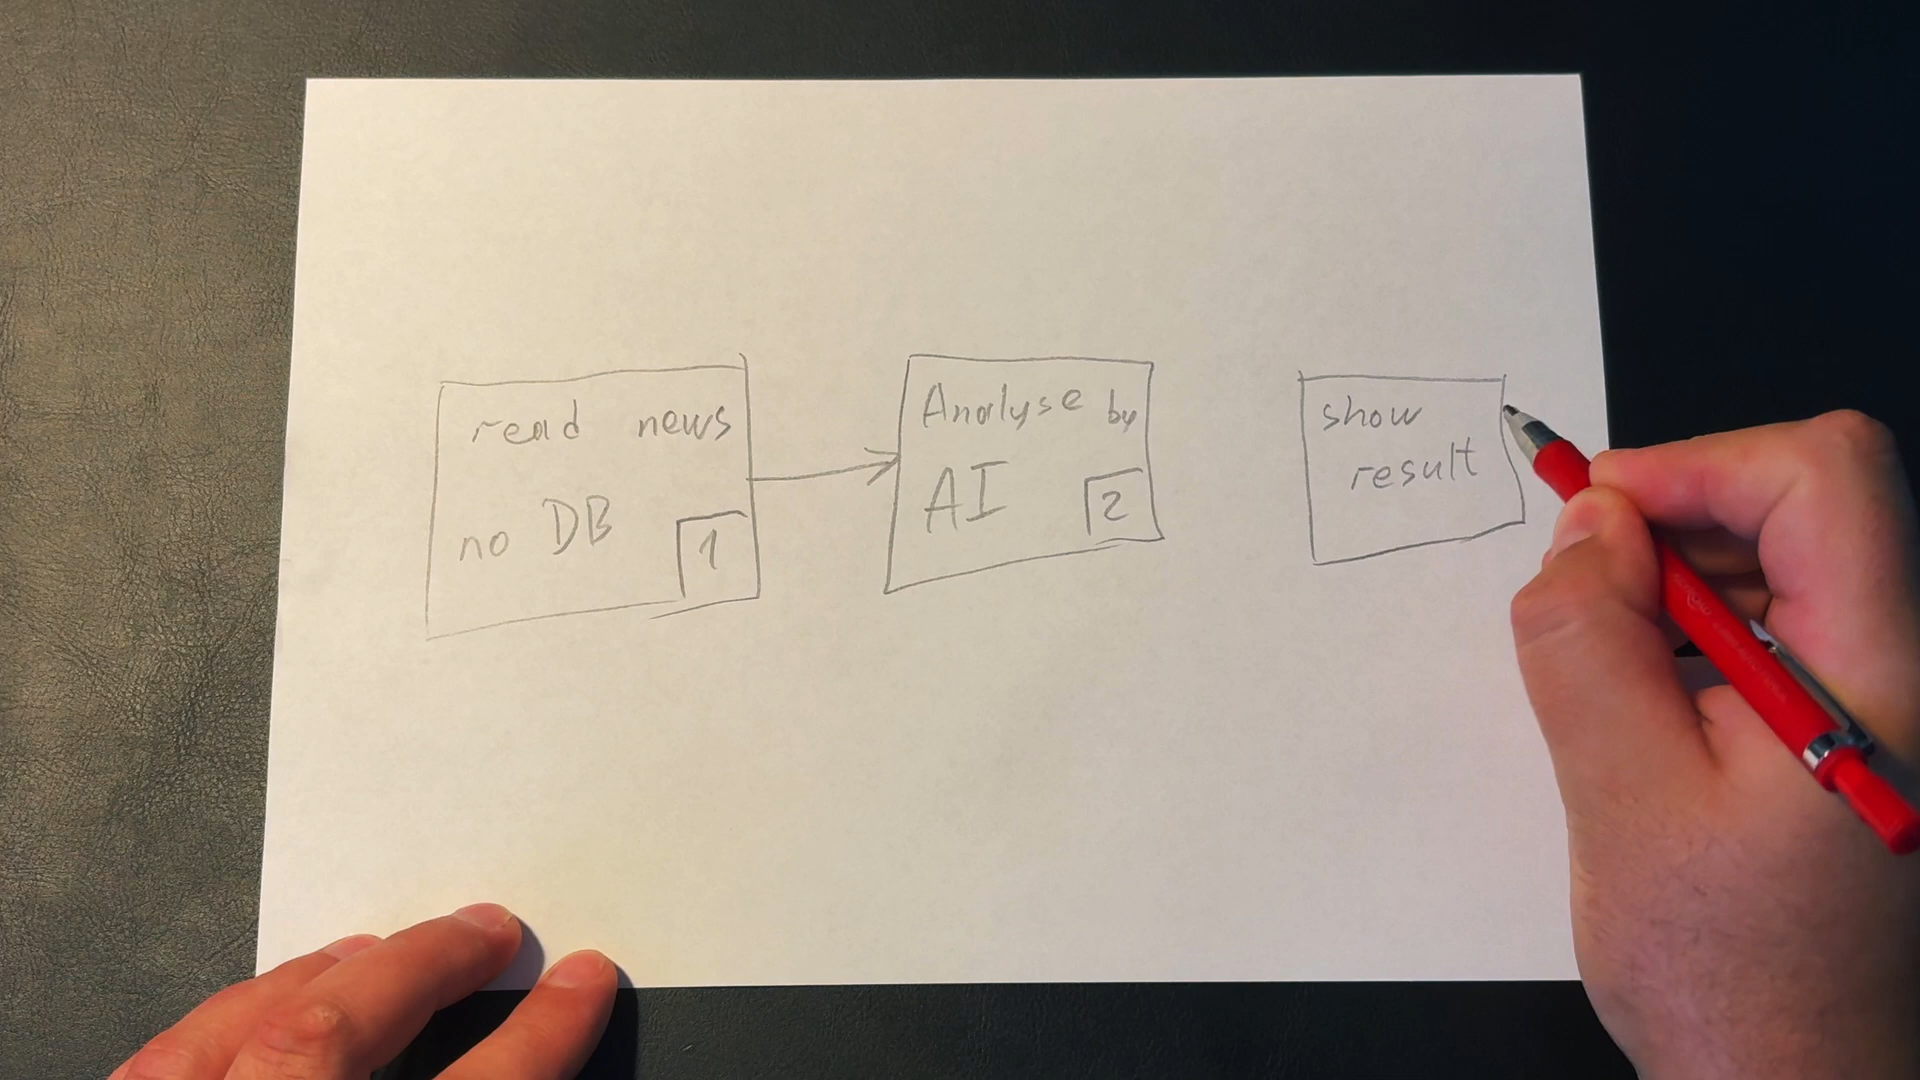 read news
no DB
1
Analyse by
AI
2
show
result